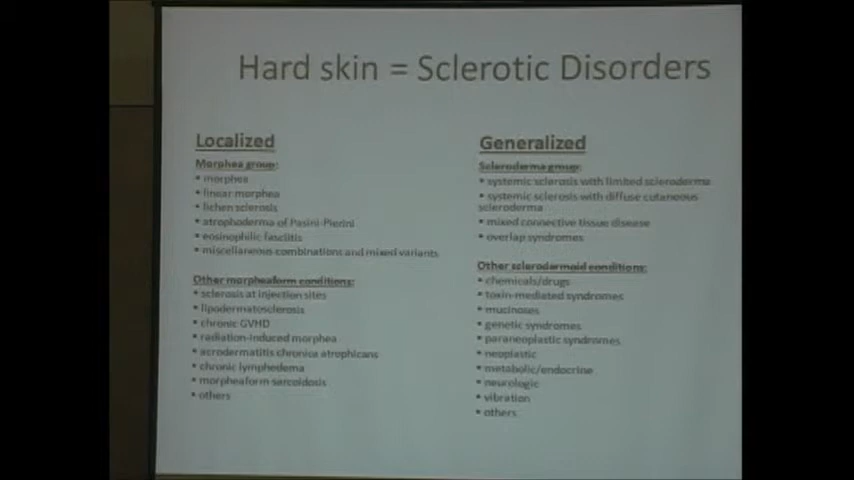 Hard skin = Sclerotic Disorders
Localized
Morphea group:
▪ morphea
▪ linear morphea
▪ lichen sclerosis
▪ atrophoderma of Pasini-Pierini
▪ eosinophilic fasciitis
▪ miscellaneous combinations and mixed variants
Other morpheaform conditions:
▪ sclerosis at injection sites
▪ lipodermatosclerosis
▪ chronic GVHD
▪ radiation-induced morphea
▪ acrodermatitis chronica atrophicans
▪ chronic lymphedema
▪ morpheaform sarcoidosis
▪ others
Generalized
Scleroderma group:
▪ systemic sclerosis with limited scleroderma
▪ systemic sclerosis with diffuse cutaneous
scleroderma
▪ mixed connective tissue disease
▪ overlap syndromes
Other sclerodermoid conditions:
▪ chemicals/drugs
▪ toxin-mediated syndromes
▪ mucinoses
▪ genetic syndromes
▪ paraneoplastic syndromes
▪ neoplastic
▪ metabolic/endocrine
▪ neurologic
▪ vibration
▪ others